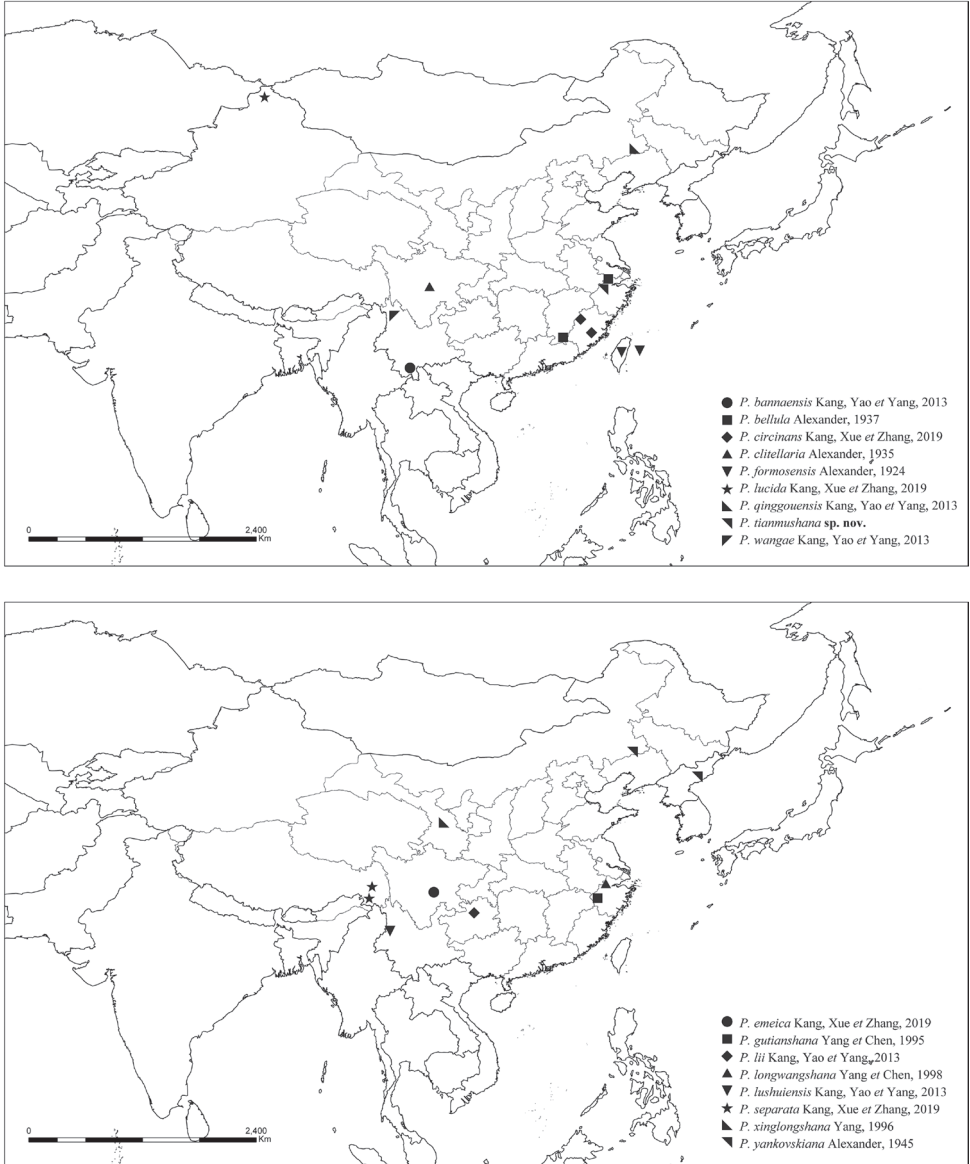 P. bannaensis Kang, Yao et Yang, 2013
P. bellula Alexander, 1937
P. circinans Kang, Xue et Zhang, 2019
P. clitellaria Alexander, 1935
P. formosensis Alexander, 1924
P. lucida Kang, Xue et Zhang, 2019
P. qinggouensis Kang, Yao et Yang, 2013
P. tianmushana sp. nov.
P. wangae Kang, Yao et Yang, 2013
0 2,400
Km
P. emeica Kang, Xue et Zhang, 2019
P. gutianshana Yang et Chen, 1995
P. lii Kang, Yao et Yang, 2013
P. longwangshana Yang et Chen, 1998
P. lushuiensis Kang, Yao et Yang, 2013
P. separata Kang, Xue et Zhang, 2019
P. xinglongshana Yang, 1996
P. yankovskiana Alexander, 1945
0 2,400
Km